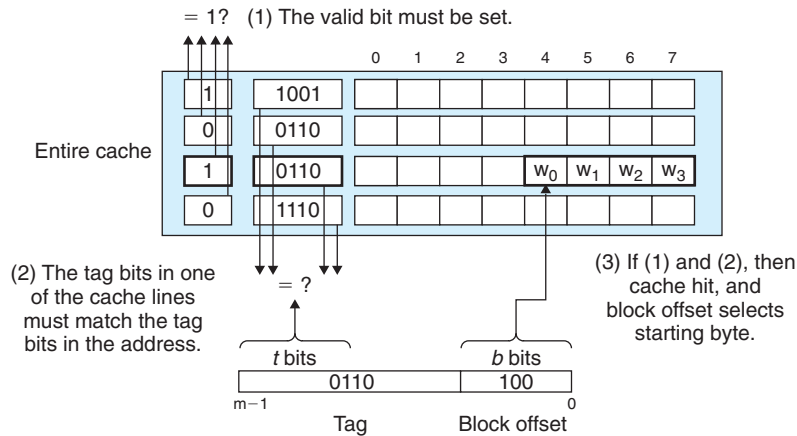 = 1? (1) The valid bit must be set.
0 1 2 3 4 5 6 7
Entire cache
1 1001
0 0110
1 0110 w0 w1 w2 w3
0 1110
(2) The tag bits in one
of the cache lines
must match the tag
bits in the address.
= ?
(3) If (1) and (2), then
cache hit, and
block offset selects
starting byte.
t bits b bits
0110 100
m−1 0
Tag Block offset